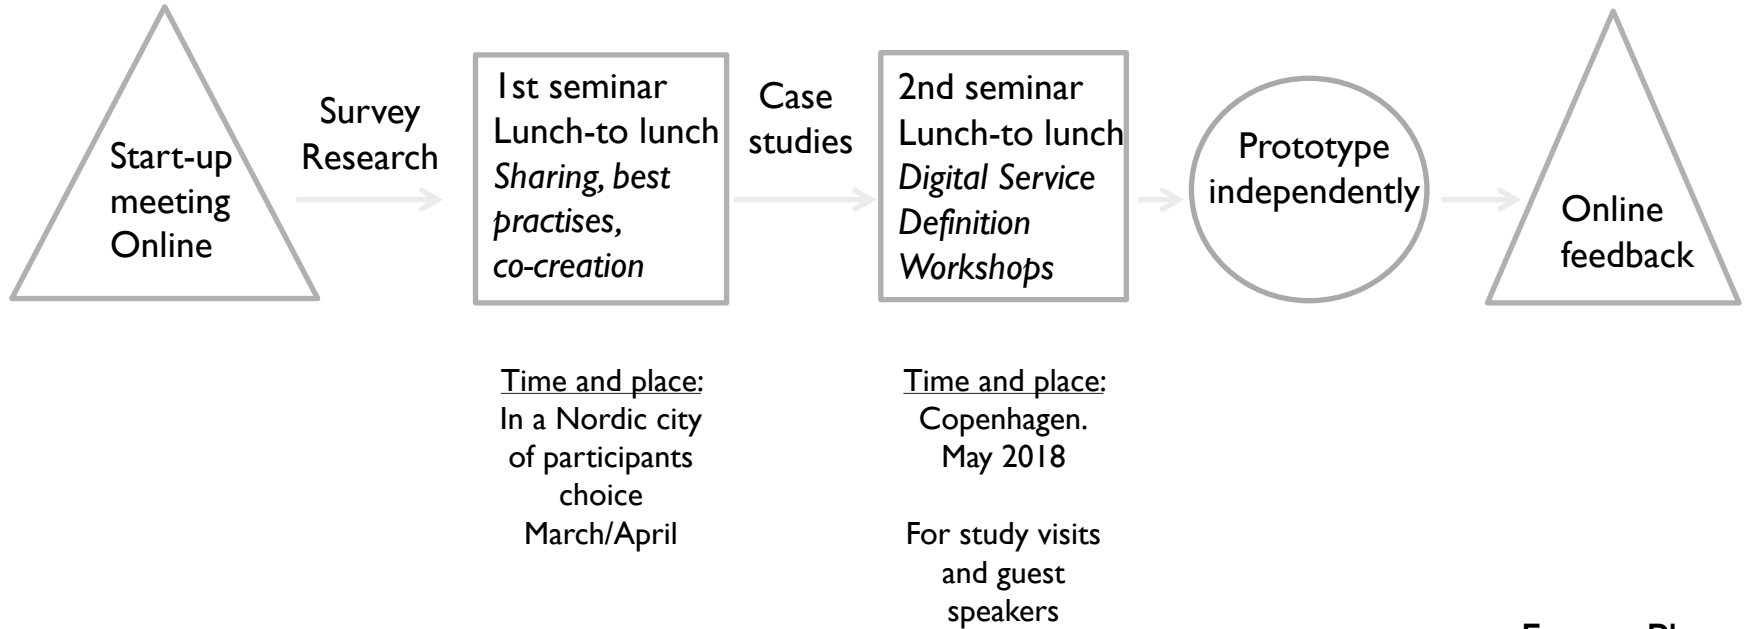 Start-up
meeting
Online
Survey
Research
1st seminar
Lunch-to lunch
Sharing, best
practises,
co-creation
Case
studies
2nd seminar
Lunch-to lunch
Digital Service
Definition
Workshops
Prototype
independently
Online
feedback
Time and place:
In a Nordic city
of participants
choice
March/April
Time and place:
Copenhagen.
May 2018
For study visits
and guest
speakers